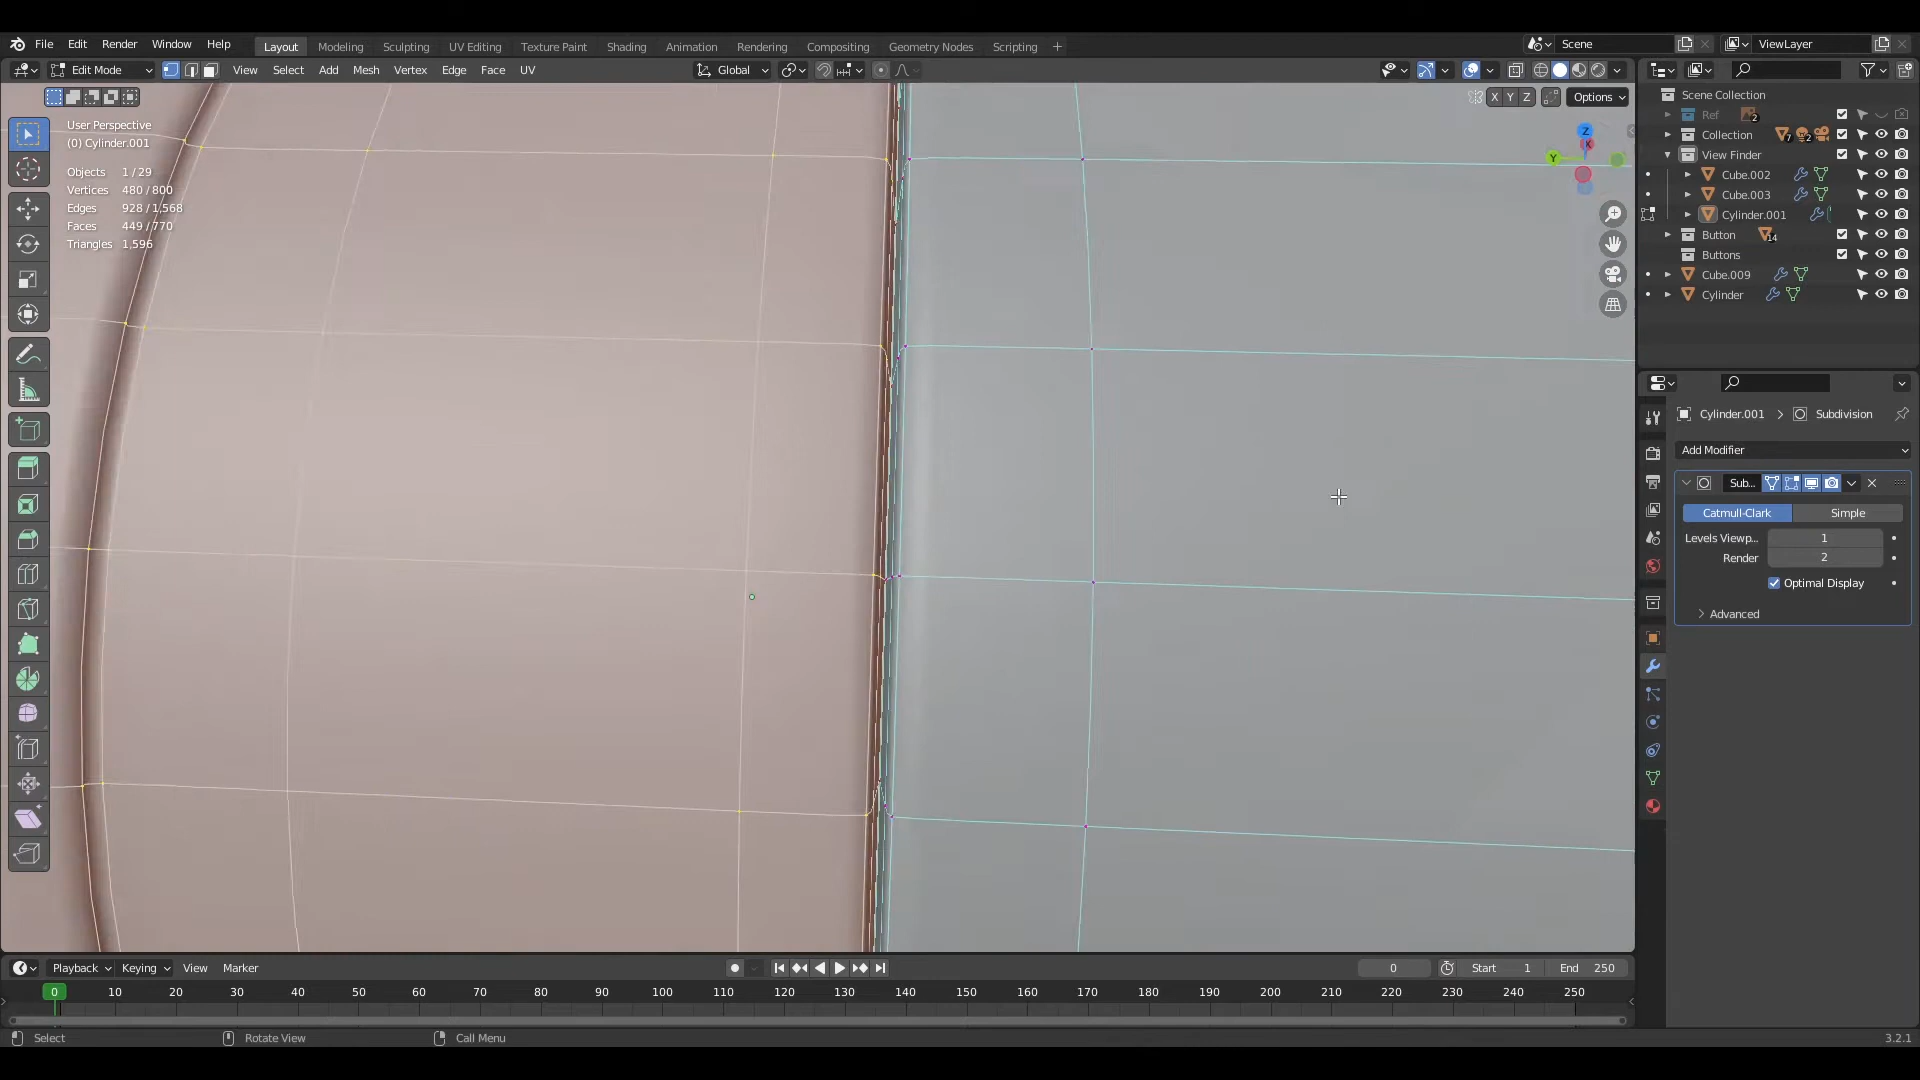 File Edit Render Window Help Layout Modeling Sculpting UV Editing Texture Paint Shading Animation Rendering Compositing Geometry Nodes Scripting + Scene ViewLayer
Edit Mode View Select Add Mesh Vertex Edge Face UV Global
X Y Z Options
User Perspective
(0) Cylinder.001
Objects 1 / 29
Vertices 480 / 800
Edges 928 / 1,568
Faces 449 / 770
Triangles 1,596
Z
X
Y
Scene Collection
Ref 2
Collection 7 2
View Finder
Cube.002
Cube.003
Cylinder.001
Button 14
Buttons
Cube.009
Cylinder
Cylinder.001 > Subdivision
Add Modifier
Sub...
Catmull-Clark Simple
Levels Viewp... 1
Render 2
Optimal Display
Advanced
Playback Keying View Marker 0 Start 1 End 250
0 10 20 30 40 50 60 70 80 90 100 110 120 130 140 150 160 170 180 190 200 210 220 230 240 250
Select Rotate View Call Menu 3.2.1